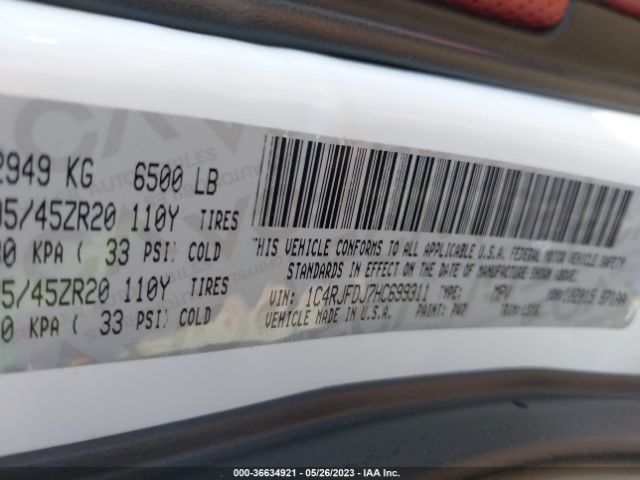 2949 KG 6500 LB
5/45ZR20 110Y TIRES
0 KPA ( 33 PSI) COLD
5/45ZR20 110Y TIRES
0 KPA ( 33 PSI) COLD
THIS VEHICLE CONFORMS TO ALL APPLICABLE U.S.A. FEDERAL MOTOR VEHICLE SAFETY
STANDARDS IN EFFECT ON THE DATE OF MANUFACTURE SHOWN ABOVE.
VIN: 1C4RJFDJ7HC699311 TYPE: MPV
VEHICLE MADE IN U.S.A. PAINT: PW7 TRIM:
000-36634921 - 05/26/2023 - IAA Inc.